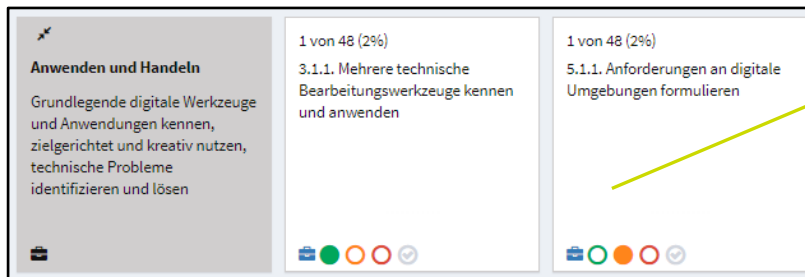 Anwenden und Handeln
Grundlegende digitale Werkzeuge
und Anwendungen kennen,
zielgerichtet und kreativ nutzen,
technische Probleme
identifizieren und lösen
1 von 48 (2%)
3.1.1. Mehrere technische
Bearbeitungswerkzeuge kennen
und anwenden
1 von 48 (2%)
5.1.1. Anforderungen an digitale
Umgebungen formulieren